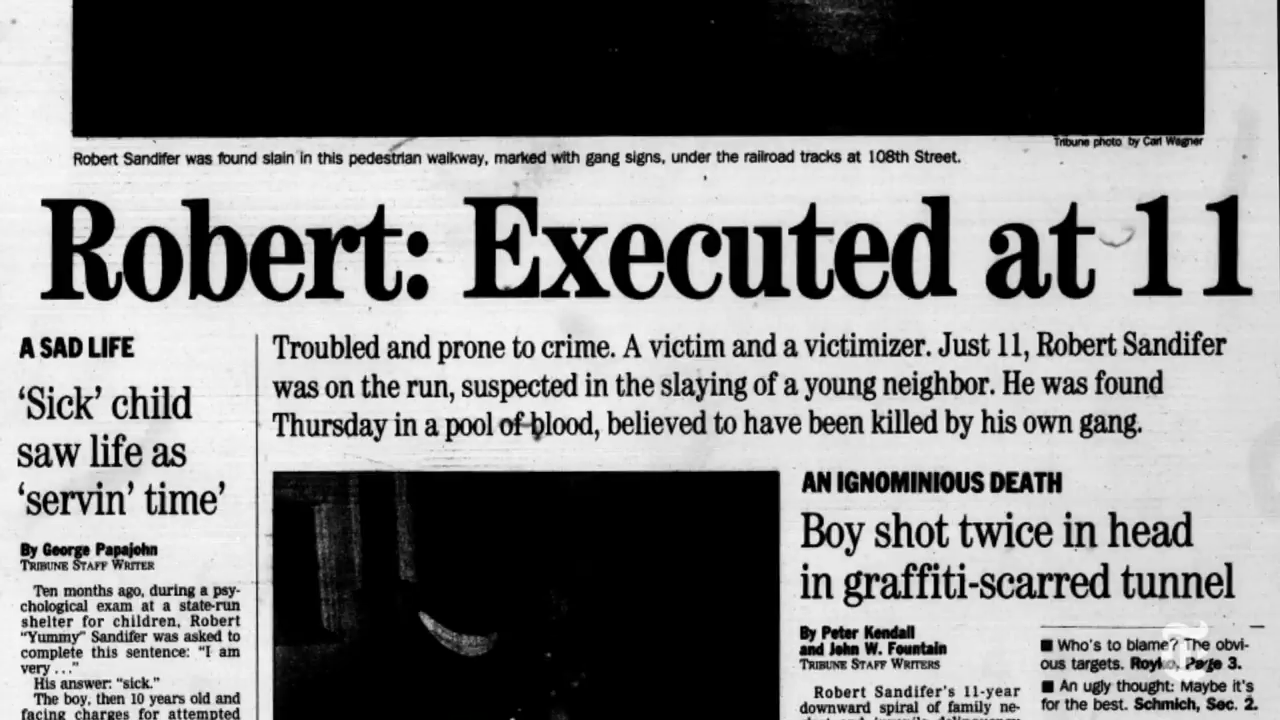 Tribune photo by Carl Wagner
Robert Sandifer was found slain in this pedestrian walkway, marked with gang signs, under the railroad tracks at 108th Street.
Robert: Executed at 11
A SAD LIFE
‘Sick’ child
saw life as
‘servin’ time’
By George Papajohn
TRIBUNE STAFF WRITER
Ten months ago, during a psy-
chological exam at a state-run
shelter for children, Robert
“Yummy” Sandifer was asked to
complete this sentence: “I am
very . . .”
His answer: “sick.”
The boy, then 10 years old and
facing charges for attempted
Troubled and prone to crime. A victim and a victimizer. Just 11, Robert Sandifer
was on the run, suspected in the slaying of a young neighbor. He was found
Thursday in a pool of blood, believed to have been killed by his own gang.
AN IGNOMINIOUS DEATH
Boy shot twice in head
in graffiti-scarred tunnel
By Peter Kendall
and John W. Fountain
TRIBUNE STAFF WRITERS
Robert Sandifer's 11-year
downward spiral of family ne-
■ Who's to blame? The obvi-
ous targets. Royko, Page 3.
■ An ugly thought: Maybe it's
for the best. Schmich, Sec. 2.